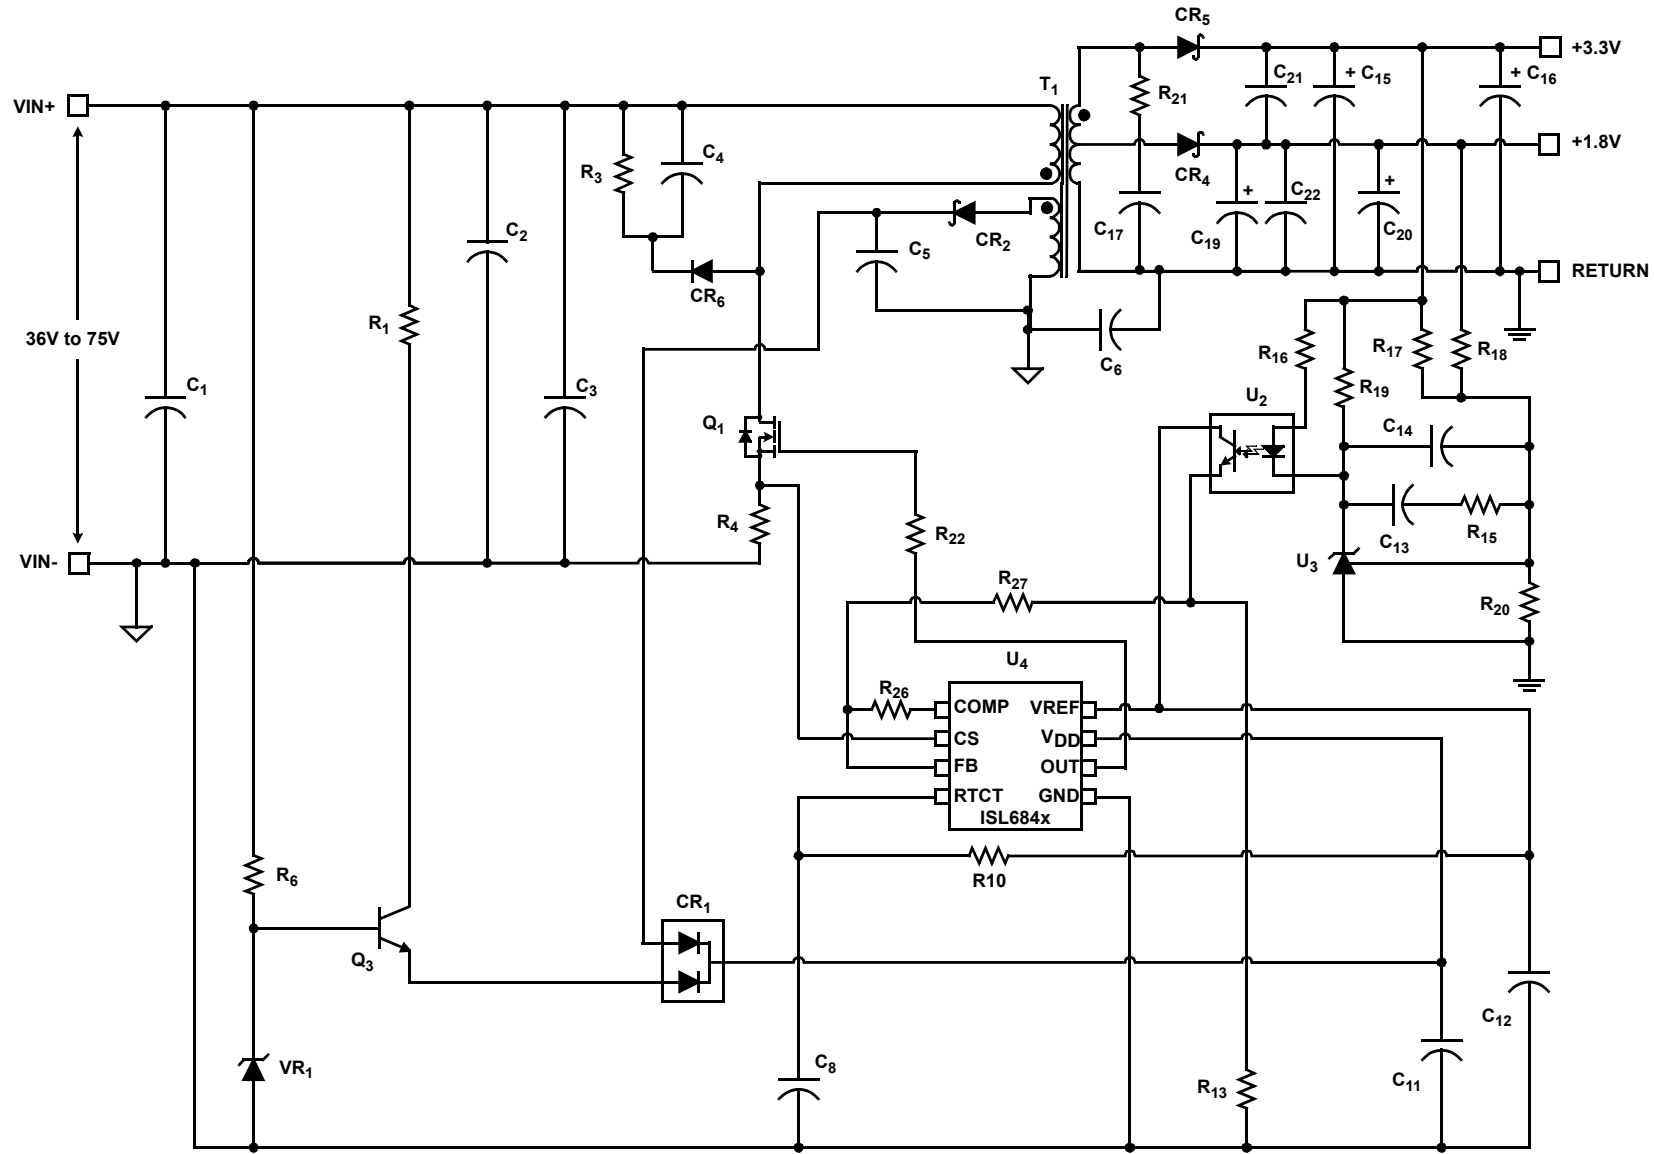 CR5
+3.3V
T1
C21
+ C15
+ C16
R21
VIN+
+1.8V
C4
R3
CR4
C22
+
+
C2
C5
CR2
C17
C19
C20
RETURN
CR6
R1
36V to 75V
C6
R16
R17
R18
C1
C3
R19
U2
Q1
C14
R4
R22
R15
C13
VIN-
U3
R27
R20
U4
R26
COMP
VREF
CS
VDD
FB
OUT
RTCT
GND
ISL684x
R6
R10
CR1
Q3
C12
VR1
C8
C11
R13